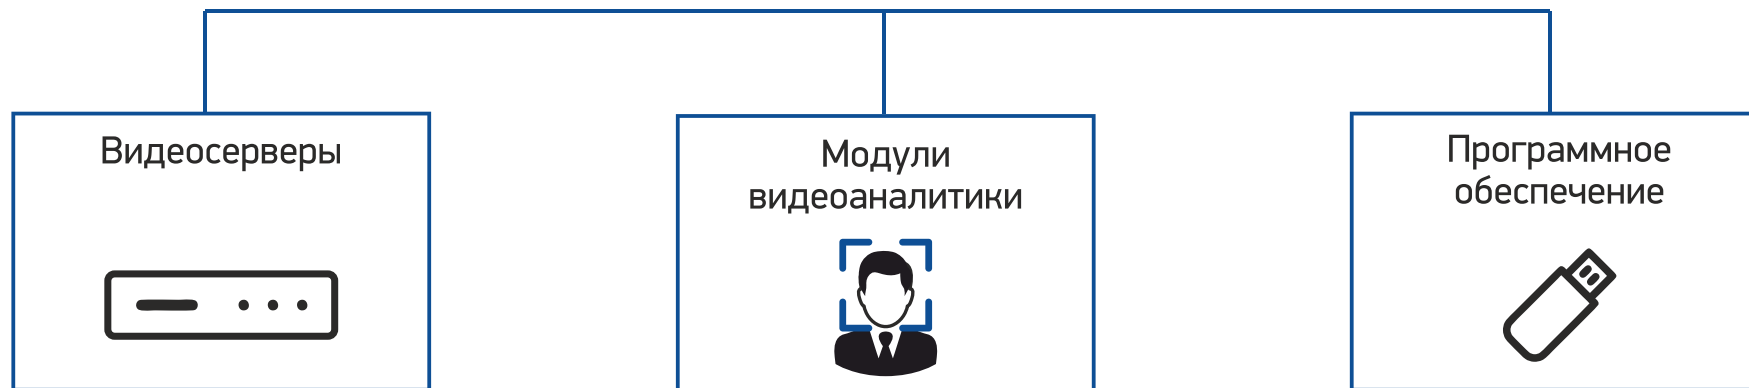 Видеосерверы
Модули
видеоаналитики
Программное
обеспечение